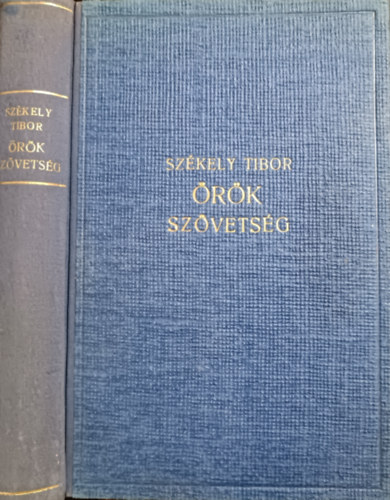 SZÉKELY
TIBOR
ÖRÖK
SZÖVETSÉG
SZÉKELY TIBOR
ÖRÖK
SZÖVETSÉG